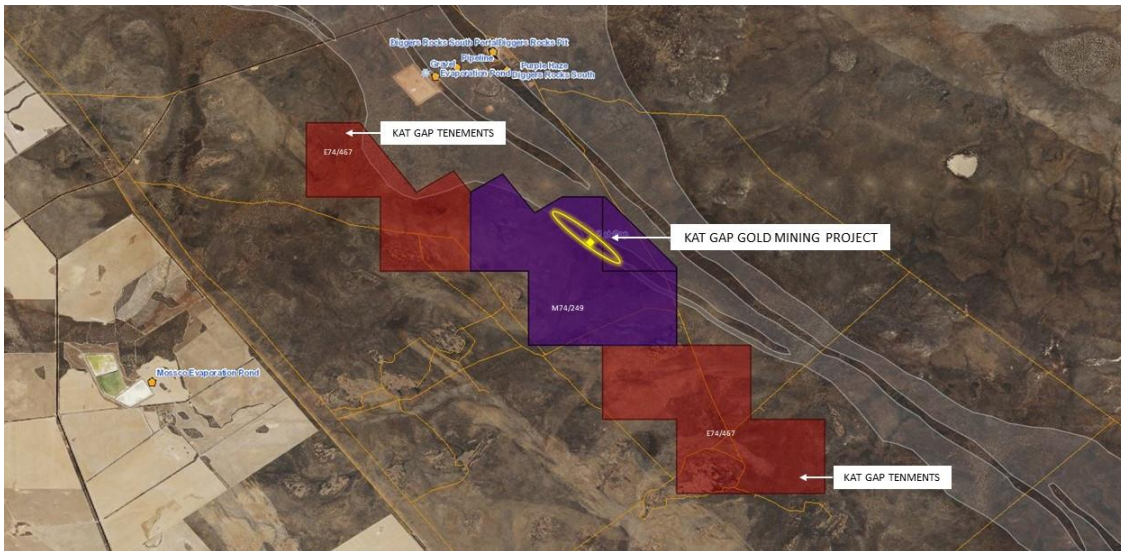 Diggers Rocks South Portal
Diggers Rocks Pit
Pipeline
Gravel
Purple Haze
Evaporation Pond
Diggers Rocks South
KAT GAP TENEMENTS
E74/467
KAT GAP GOLD MINING PROJECT
M74/249
Mossco Evaporation Pond
E74/467
KAT GAP TENMENTS